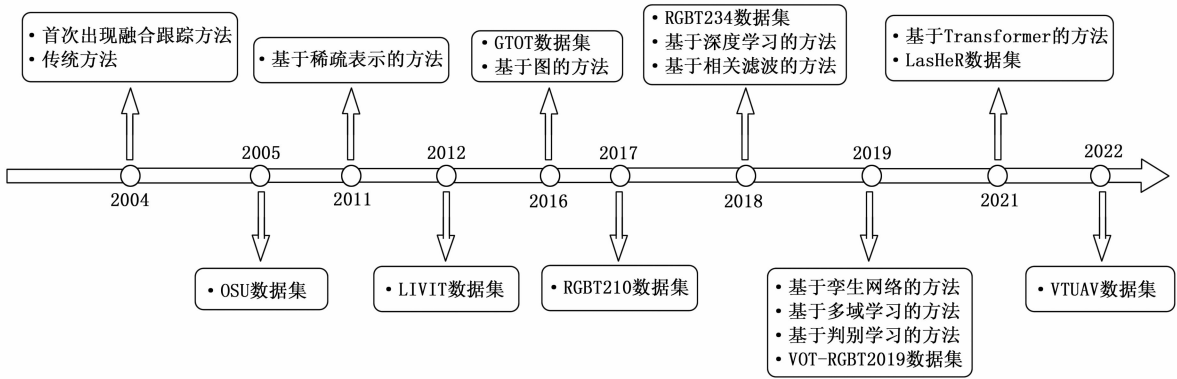 • 首次出现融合跟踪方法
• 传统方法
• 基于稀疏表示的方法
• GTOT数据集
• 基于图的方法
• RGBT234数据集
• 基于深度学习的方法
• 基于相关滤波的方法
• 基于Transformer的方法
• LasHeR数据集
2004
2005
2011
2012
2016
2017
2018
2019
2021
2022
• OSU数据集
• LIVIT数据集
• RGBT210数据集
• 基于孪生网络的方法
• 基于多域学习的方法
• 基于判别学习的方法
• VOT-RGBT2019数据集
• VTUAV数据集